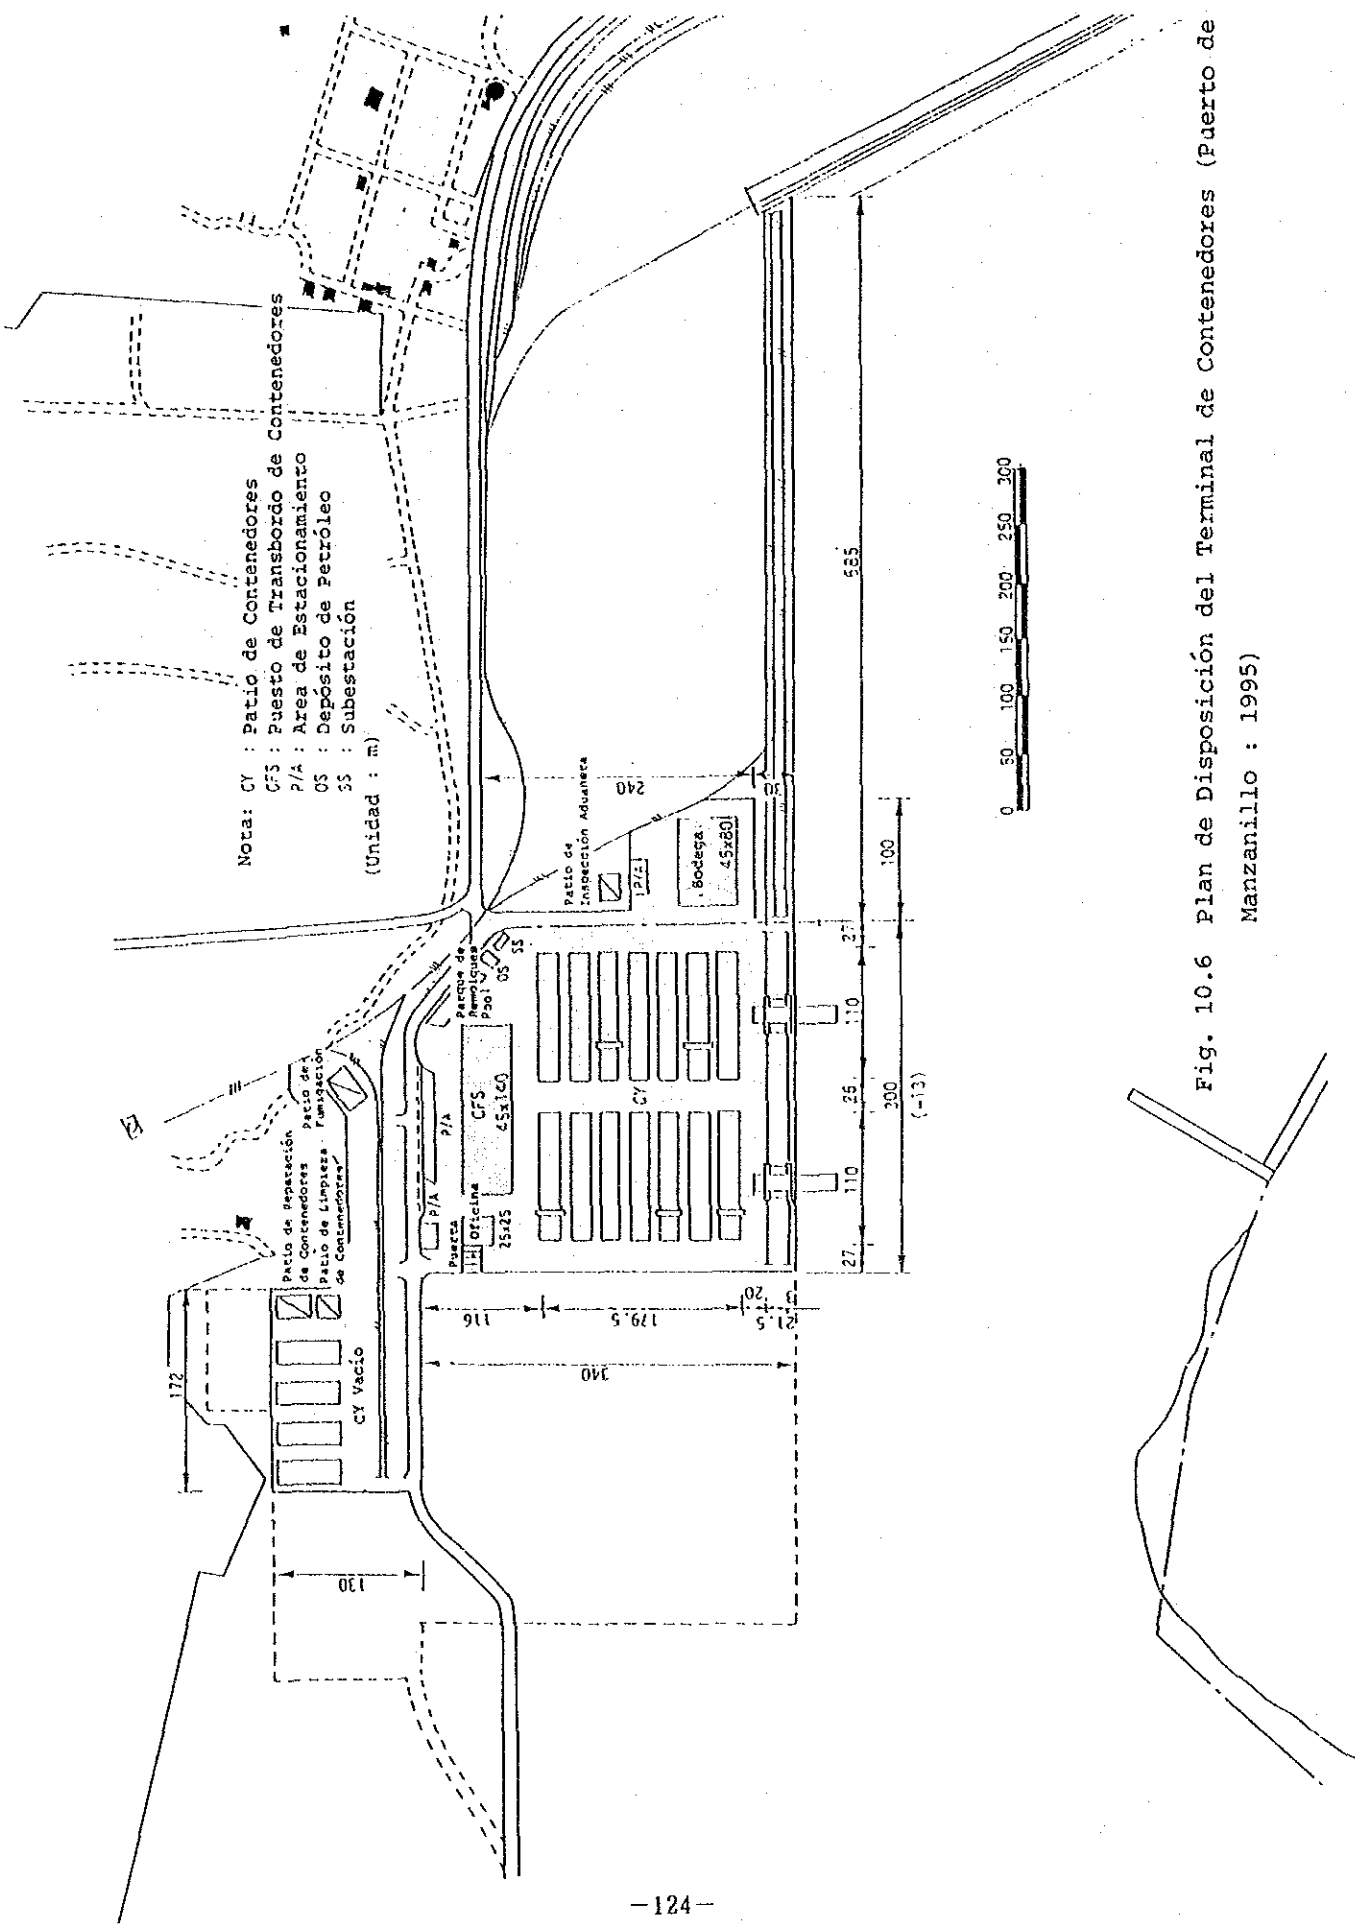 Nota: CY : Patio de Contenedores
CFS : Puesto de Transbordo de Contenedores
P/A : Area de Estacionamiento
OS : Depósito de Petróleo
SS : Subestación
(Unidad : m)
172
Patio de Reparación
de Contenedores
Patio de Limpieza
de Contenedores
Patio de
Fumigación
CY Vacío
130
Puerta
P/A
P/A
Oficina
25x25
CFS
45x140
Parque de
Remolques
Pool
OS
SS
Patio de
Inspección Aduanera
P/A
Bodega
45x80
CY
240
30
116
179.5
20
21.5
3
340
27
110
26
110
27
300
(-13)
100
585
0 50 100 150 200 250 300
Fig. 10.6 Plan de Disposición del Terminal de Contenedores (Puerto de
Manzanillo : 1995)
-124-